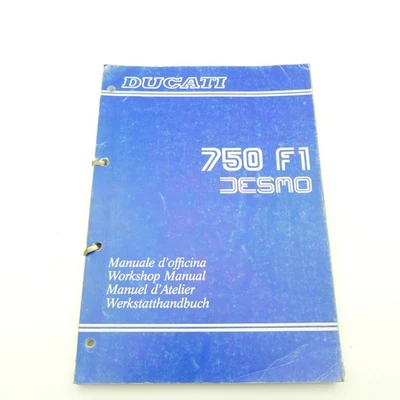 DUCATI
750 F1
DESMO
Manuale d'officina
Workshop Manual
Manuel d'Atelier
Werkstatthandbuch